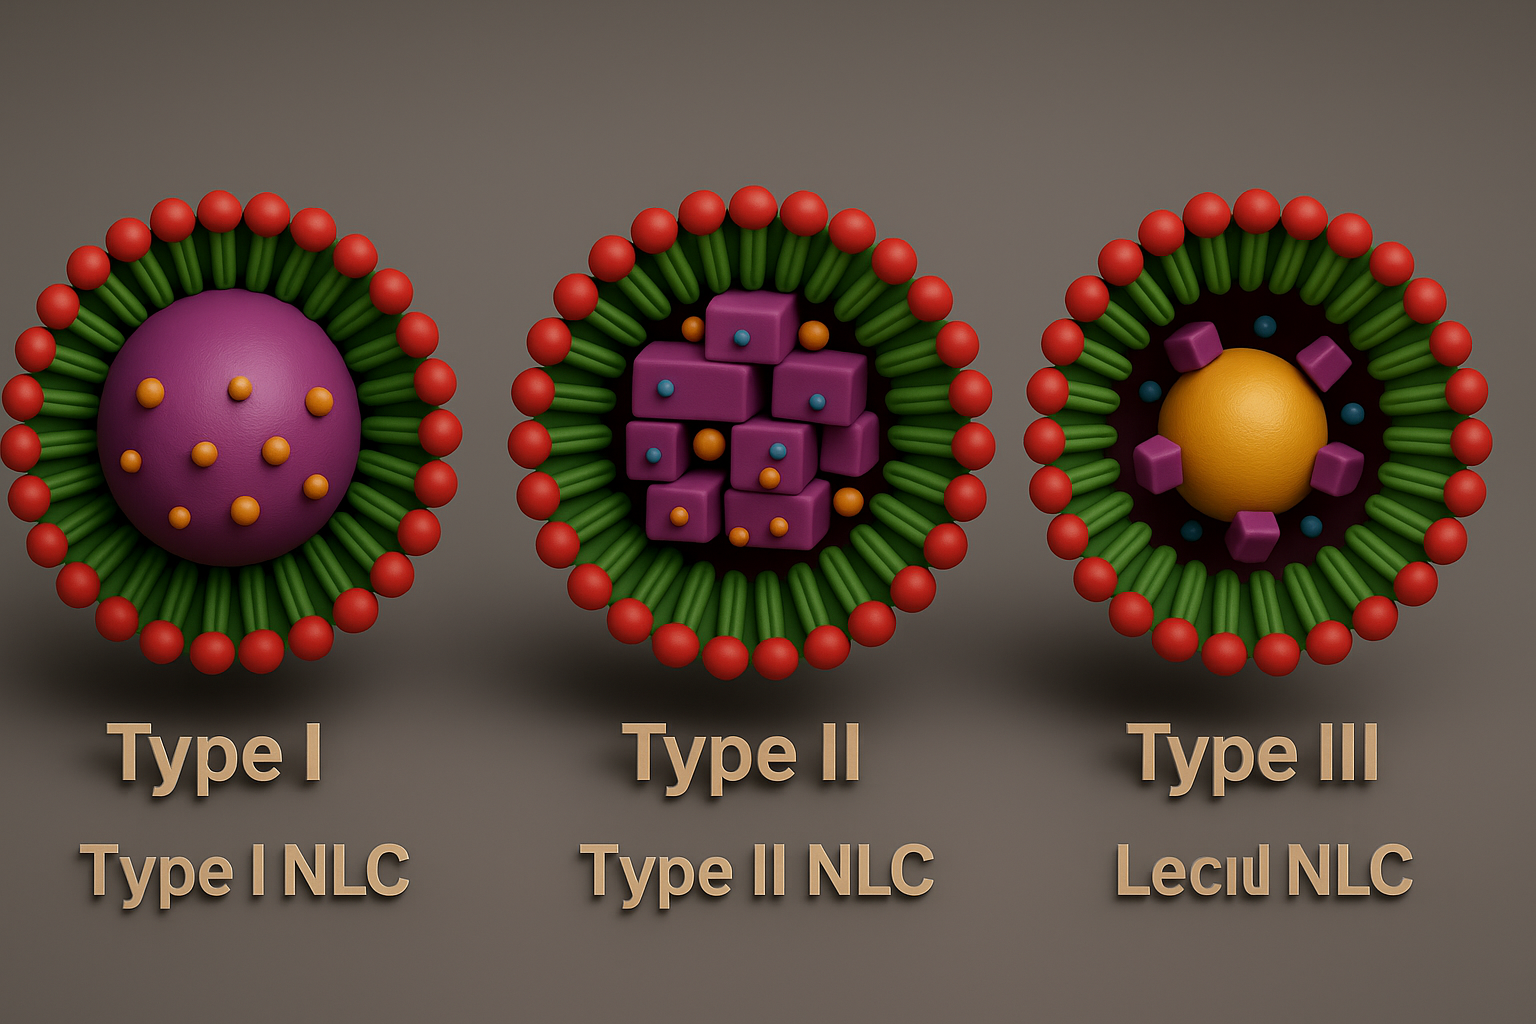 Type I
Type II
Type III
Type I NLC
Type II NLC
NLC